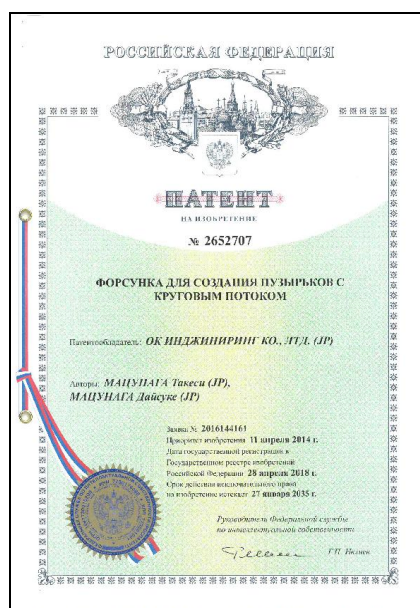 РОССИЙСКАЯ ФЕДЕРАЦИЯ
ПАТЕНТ
НА ИЗОБРЕТЕНИЕ
№ 2652707
ФОРСУНКА ДЛЯ СОЗДАНИЯ ПУЗЫРЬКОВ С
КРУГОВЫМ ПОТОКОМ
Патентообладатель: ОК ИНДЖИНИРИНГ КО., ЛТД. (JP)
Авторы: МАЦУНАГА Такеси (JP),
МАЦУНАГА Дайсуке (JP)
Заявка № 2016144161
Приоритет изобретения 11 апреля 2014 г.
Дата государственной регистрации в
Государственном реестре изобретений
Российской Федерации 28 апреля 2018 г.
Срок действия исключительного права
на изобретение истекает 27 января 2035 г.
Руководитель Федеральной службы
по интеллектуальной собственности
Г.П. Ивлиев